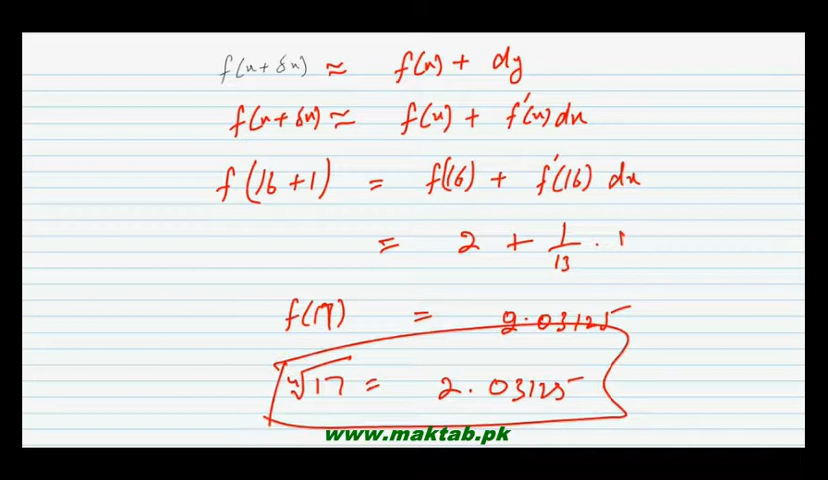 f(x + δx) ≈ f(x) + dy
f(x + δx) ≈ f(x) + f'(x) dx
f(16 + 1) = f(16) + f'(16) dx
= 2 + 1/13 . 1
f(17) = 2.03125
∜17 = 2.03125
www.maktab.pk